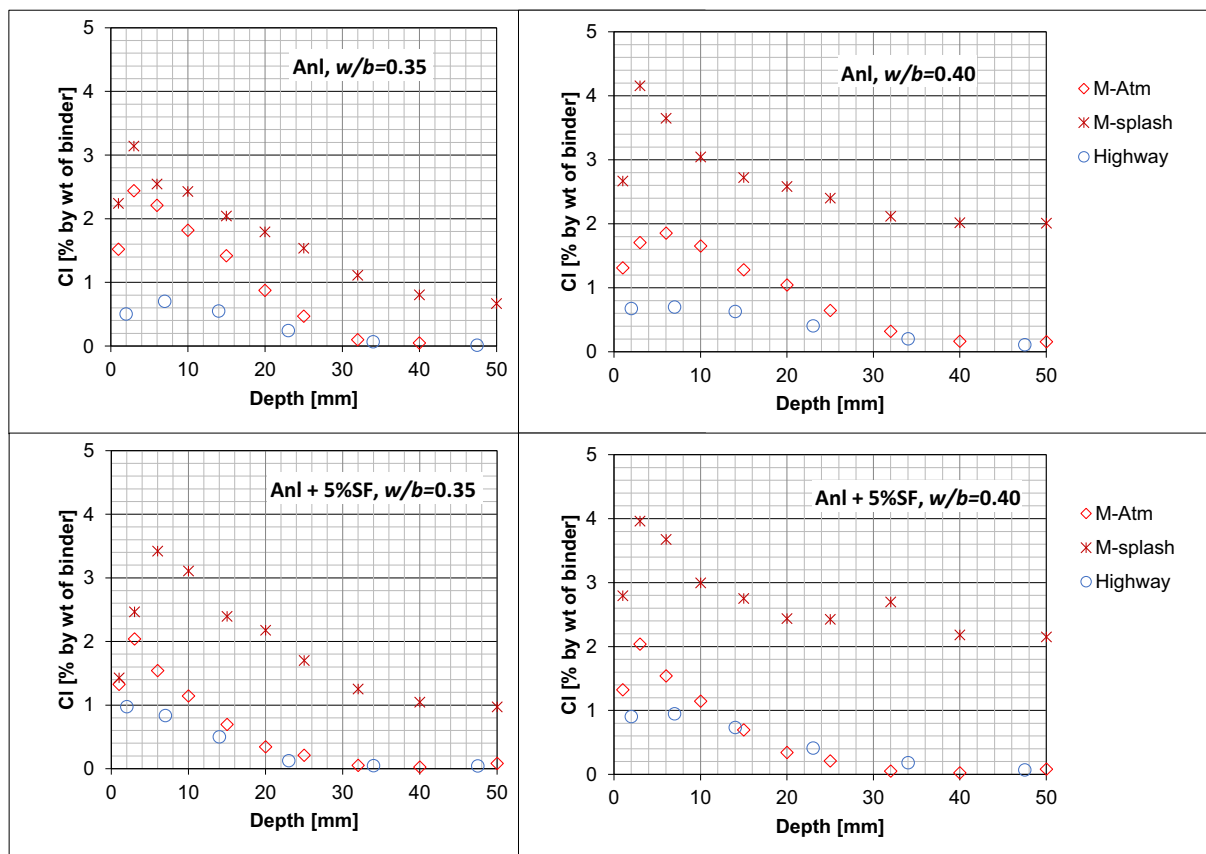 5
4
3
2
1
0
Cl [% by wt of binder]
Anl, w/b=0.35
0 10 20 30 40 50
Depth [mm]
5
4
3
2
1
0
Cl [% by wt of binder]
Anl, w/b=0.40
0 10 20 30 40 50
Depth [mm]
M-Atm
M-splash
Highway
5
4
3
2
1
0
Cl [% by wt of binder]
Anl + 5%SF, w/b=0.35
0 10 20 30 40 50
Depth [mm]
5
4
3
2
1
0
Cl [% by wt of binder]
Anl + 5%SF, w/b=0.40
0 10 20 30 40 50
Depth [mm]
M-Atm
M-splash
Highway